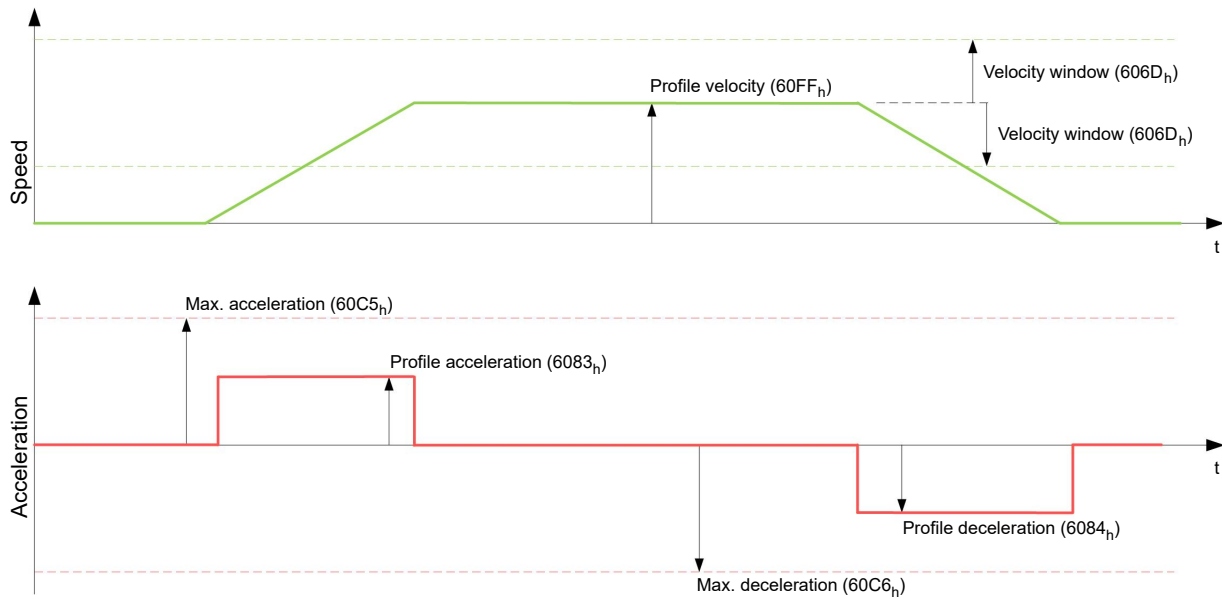 Velocity window (606Dh)
Profile velocity (60FFh)
Velocity window (606Dh)
Speed
t
Max. acceleration (60C5h)
Profile acceleration (6083h)
Acceleration
t
Profile deceleration (6084h)
Max. deceleration (60C6h)